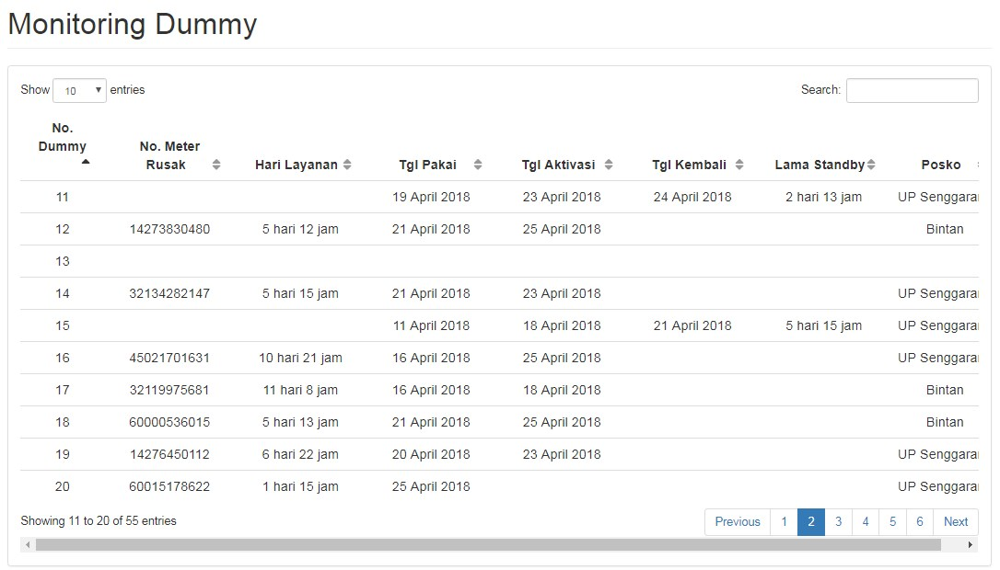 Monitoring Dummy
Show 10 entries
Search:
No. Dummy No. Meter Rusak Hari Layanan Tgl Pakai Tgl Aktivasi Tgl Kembali Lama Standby Posko
11 19 April 2018 23 April 2018 24 April 2018 2 hari 13 jam UP Senggara
12 14273830480 5 hari 12 jam 21 April 2018 25 April 2018 Bintan
13
14 32134282147 5 hari 15 jam 21 April 2018 23 April 2018 UP Senggara
15 11 April 2018 18 April 2018 21 April 2018 5 hari 15 jam UP Senggara
16 45021701631 10 hari 21 jam 16 April 2018 25 April 2018 UP Senggara
17 32119975681 11 hari 8 jam 16 April 2018 18 April 2018 Bintan
18 60000536015 5 hari 13 jam 21 April 2018 25 April 2018 Bintan
19 14276450112 6 hari 22 jam 20 April 2018 23 April 2018 UP Senggara
20 60015178622 1 hari 15 jam 25 April 2018 UP Senggara
Showing 11 to 20 of 55 entries
Previous 1 2 3 4 5 6 Next